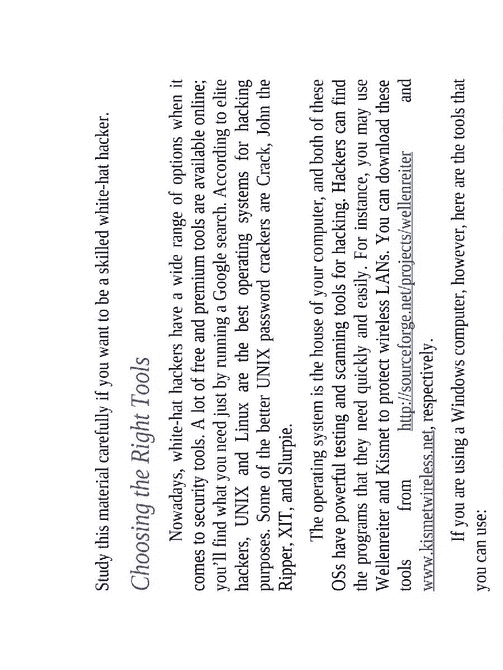 Study this material carefully if you want to be a skilled white-hat hacker.
Choosing the Right Tools
Nowadays, white-hat hackers have a wide range of options when it
comes to security tools. A lot of free and premium tools are available online;
you'll find what you need just by running a Google search. According to elite
hackers, UNIX and Linux are the best operating systems for hacking
purposes. Some of the better UNIX password crackers are Crack, John the
Ripper, XIT, and Slurpie.
The operating system is the house of your computer, and both of these
OSs have powerful testing and scanning tools for hacking. Hackers can find
the programs that they need quickly and easily. For instance, you may use
Wellenreiter and Kismet to protect wireless LANs. You can download these
tools from http://sourceforge.net/projects/wellenreiter and
www.kismetwireless.net, respectively.
If you are using a Windows computer, however, here are the tools that
you can use: